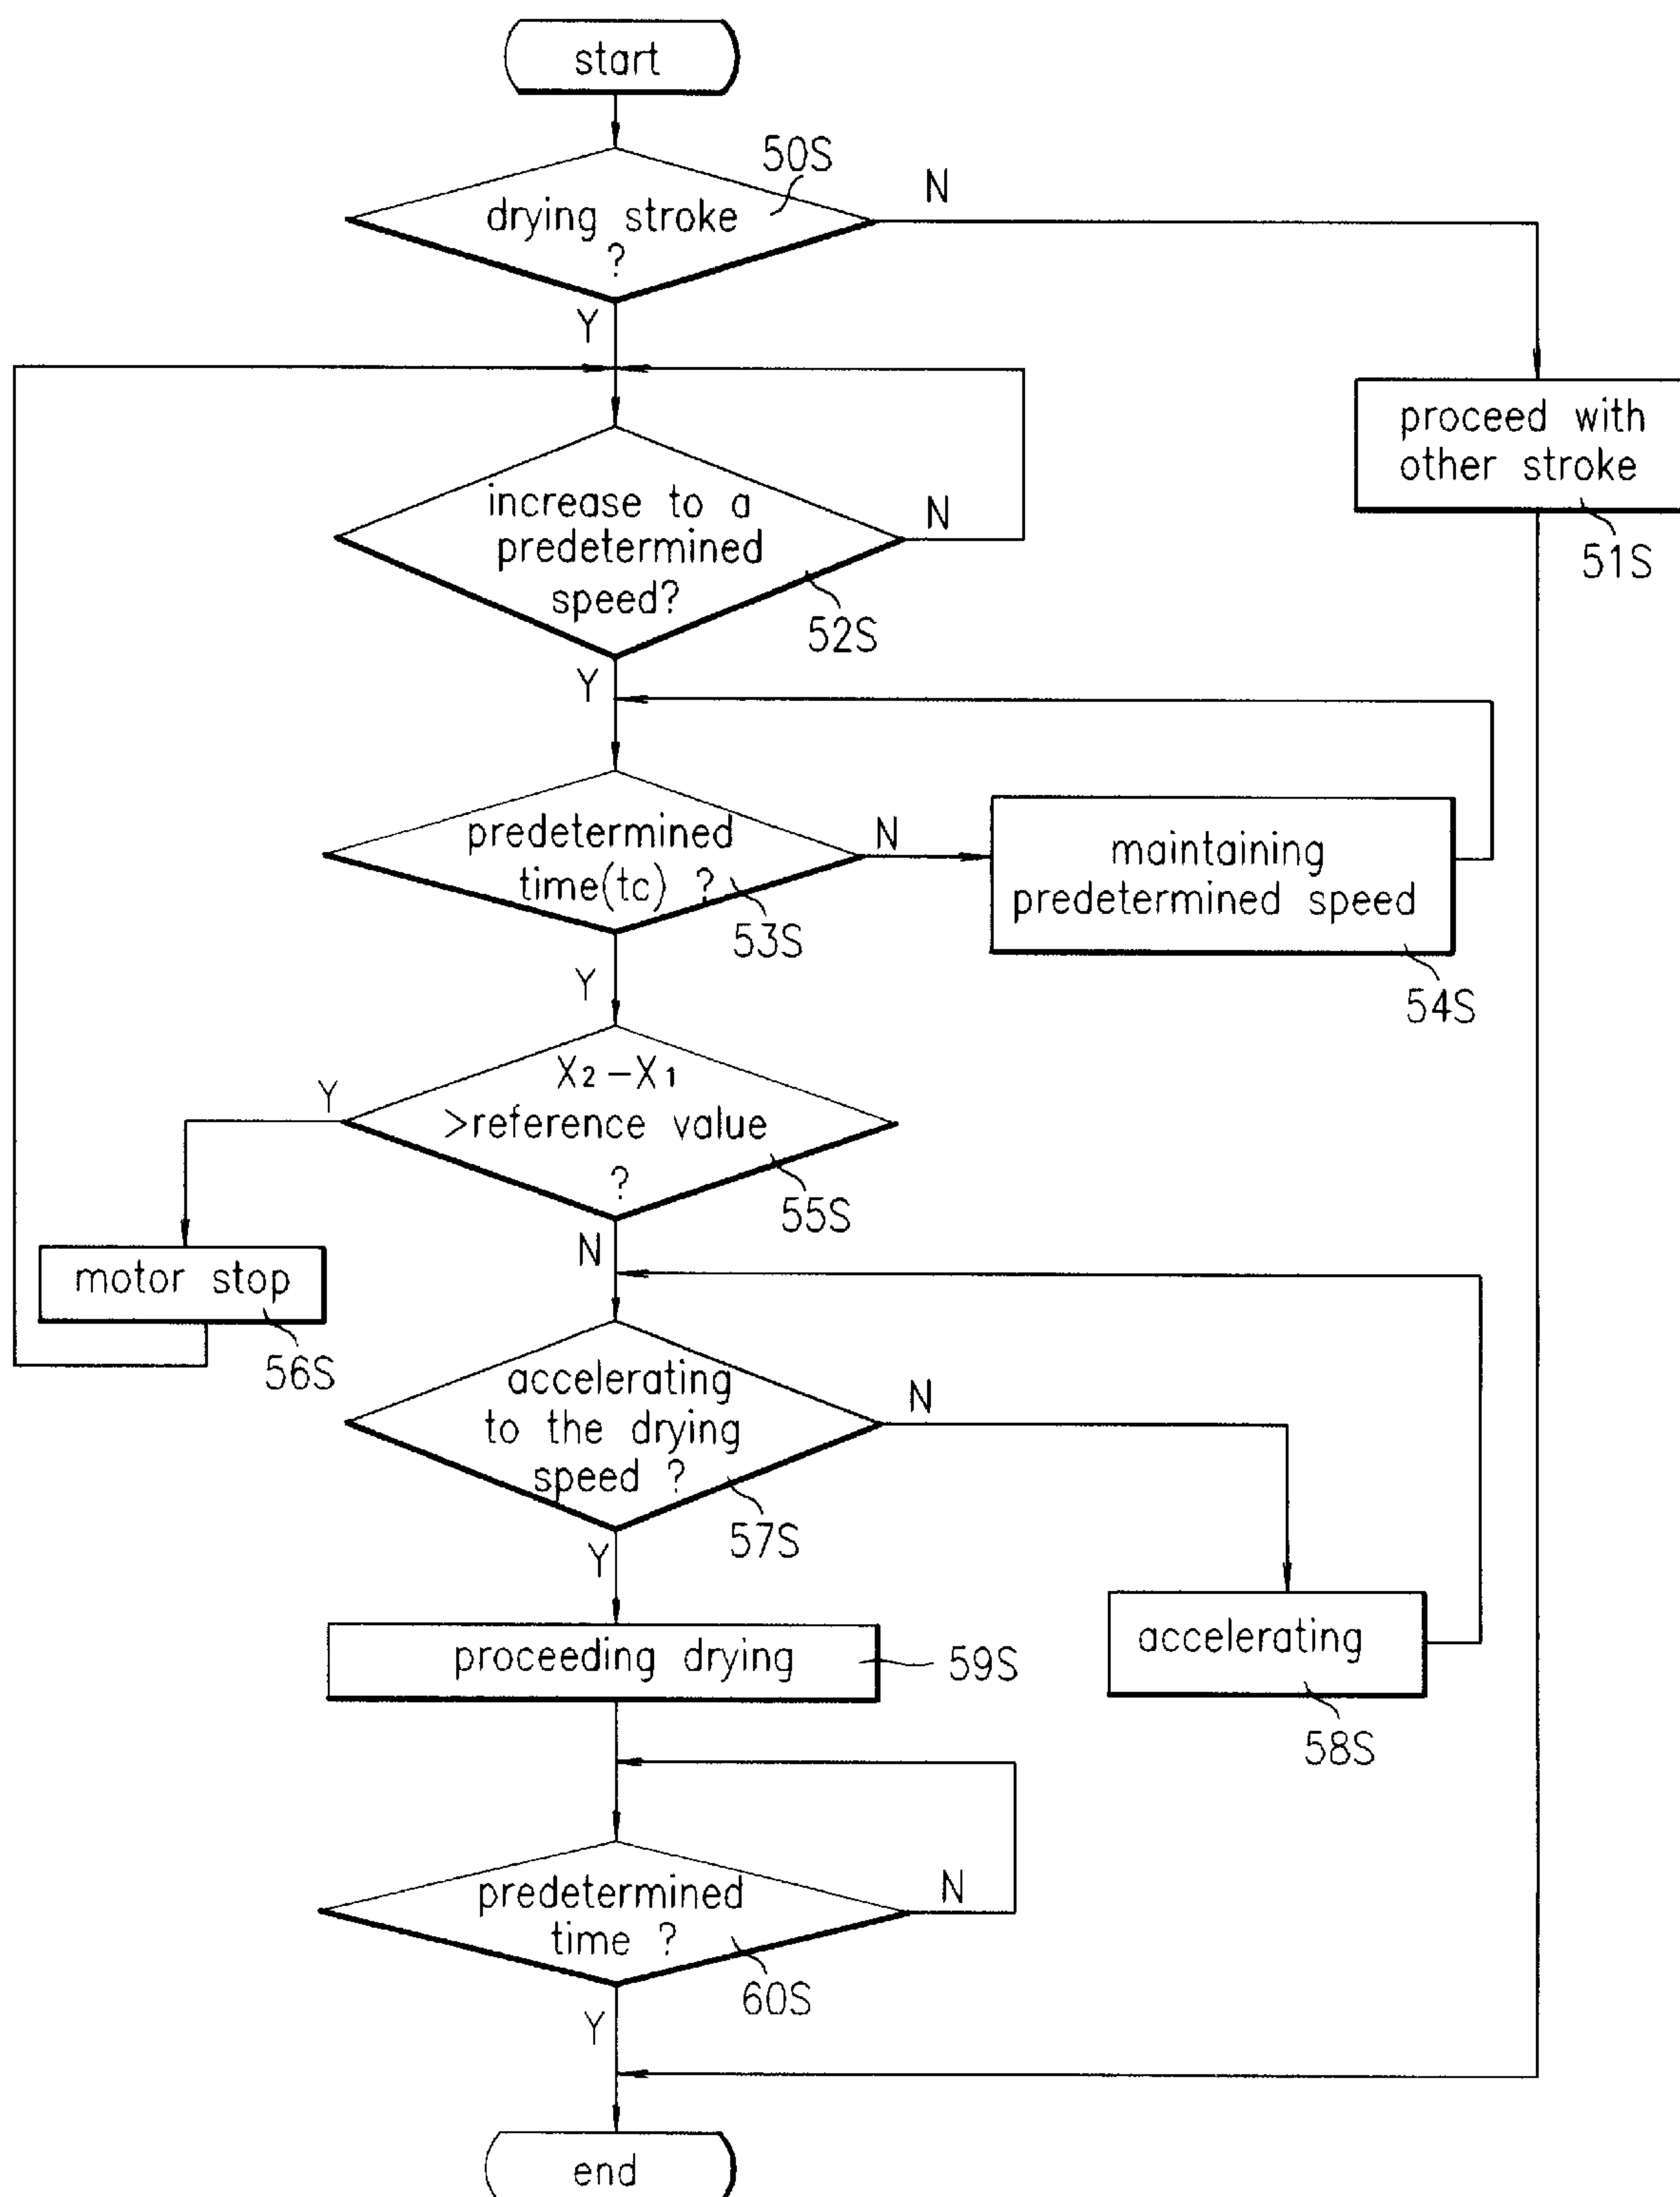 start
50S
N
drying stroke
?
Y
proceed with
other stroke
51S
increase to a
predetermined
speed?
N
52S
Y
predetermined
time(tc) ?
N
53S
maintaining
predetermined speed
54S
Y
X2-X1
>reference value
?
Y
55S
N
motor stop
56S
accelerating
to the drying
speed ?
N
57S
Y
accelerating
58S
proceeding drying
59S
predetermined
time ?
N
60S
Y
end